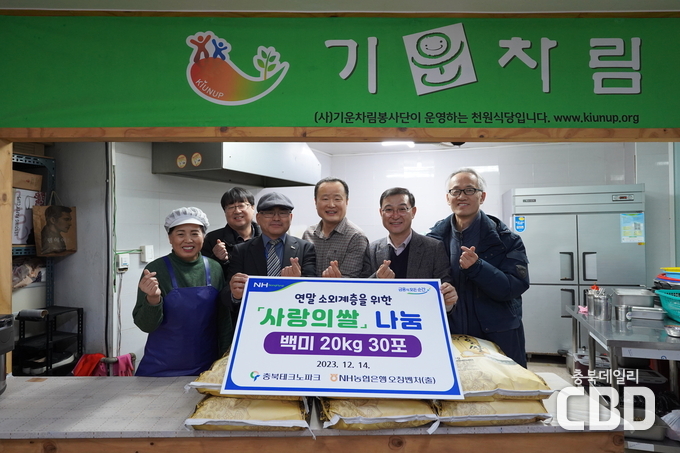 KIUNUP
기운차림
(사)기운차림봉사단이 운영하는 천원식당입니다. www.kiunup.org
NH
연말 소외계층을 위한
「사랑의쌀」 나눔
백미 20kg 30포
2023. 12. 14.
충북테크노파크 NH농협은행 오창벤처(출)
충북데일리
CBD